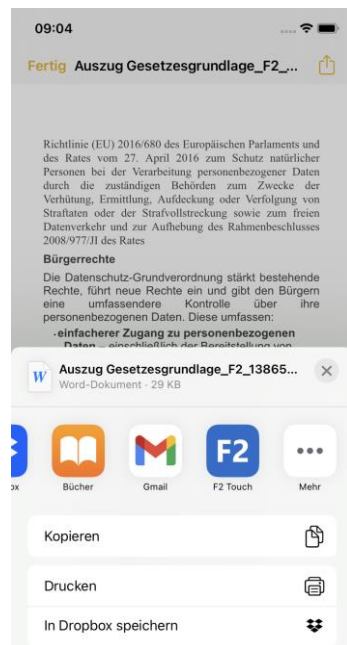 09:04
Fertig Auszug Gesetzesgrundlage_F2_...
Richtlinie (EU) 2016/680 des Europäischen Parlaments und
des Rates vom 27. April 2016 zum Schutz natürlicher
Personen bei der Verarbeitung personenbezogener Daten
durch die zuständigen Behörden zum Zwecke der
Verhütung, Ermittlung, Aufdeckung oder Verfolgung von
Straftaten oder der Strafvollstreckung sowie zum freien
Datenverkehr und zur Aufhebung des Rahmenbeschlusses
2008/977/JI des Rates
Bürgerrechte
Die Datenschutz-Grundverordnung stärkt bestehende
Rechte, führt neue Rechte ein und gibt den Bürgern
eine umfassendere Kontrolle über ihre
personenbezogenen Daten. Diese umfassen:
· einfacherer Zugang zu personenbezogenen
Daten – einschließlich der Bereitstellung von
W
Auszug Gesetzesgrundlage_F2_13865...
Word-Dokument · 29 KB
F2
ox Bücher Gmail F2 Touch Mehr
Kopieren
Drucken
In Dropbox speichern